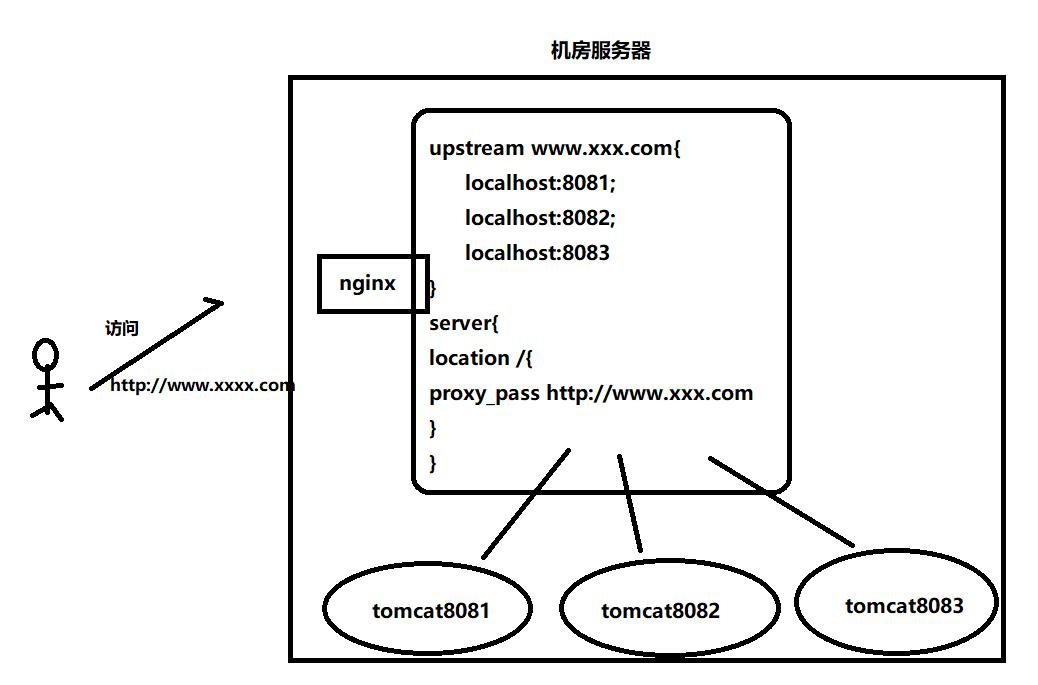 机房服务器
upstream www.xxx.com{
localhost:8081;
localhost:8082;
localhost:8083
}
nginx
server{
location /{
proxy_pass http://www.xxx.com
}
}
访问
http://www.xxxx.com
tomcat8081
tomcat8082
tomcat8083